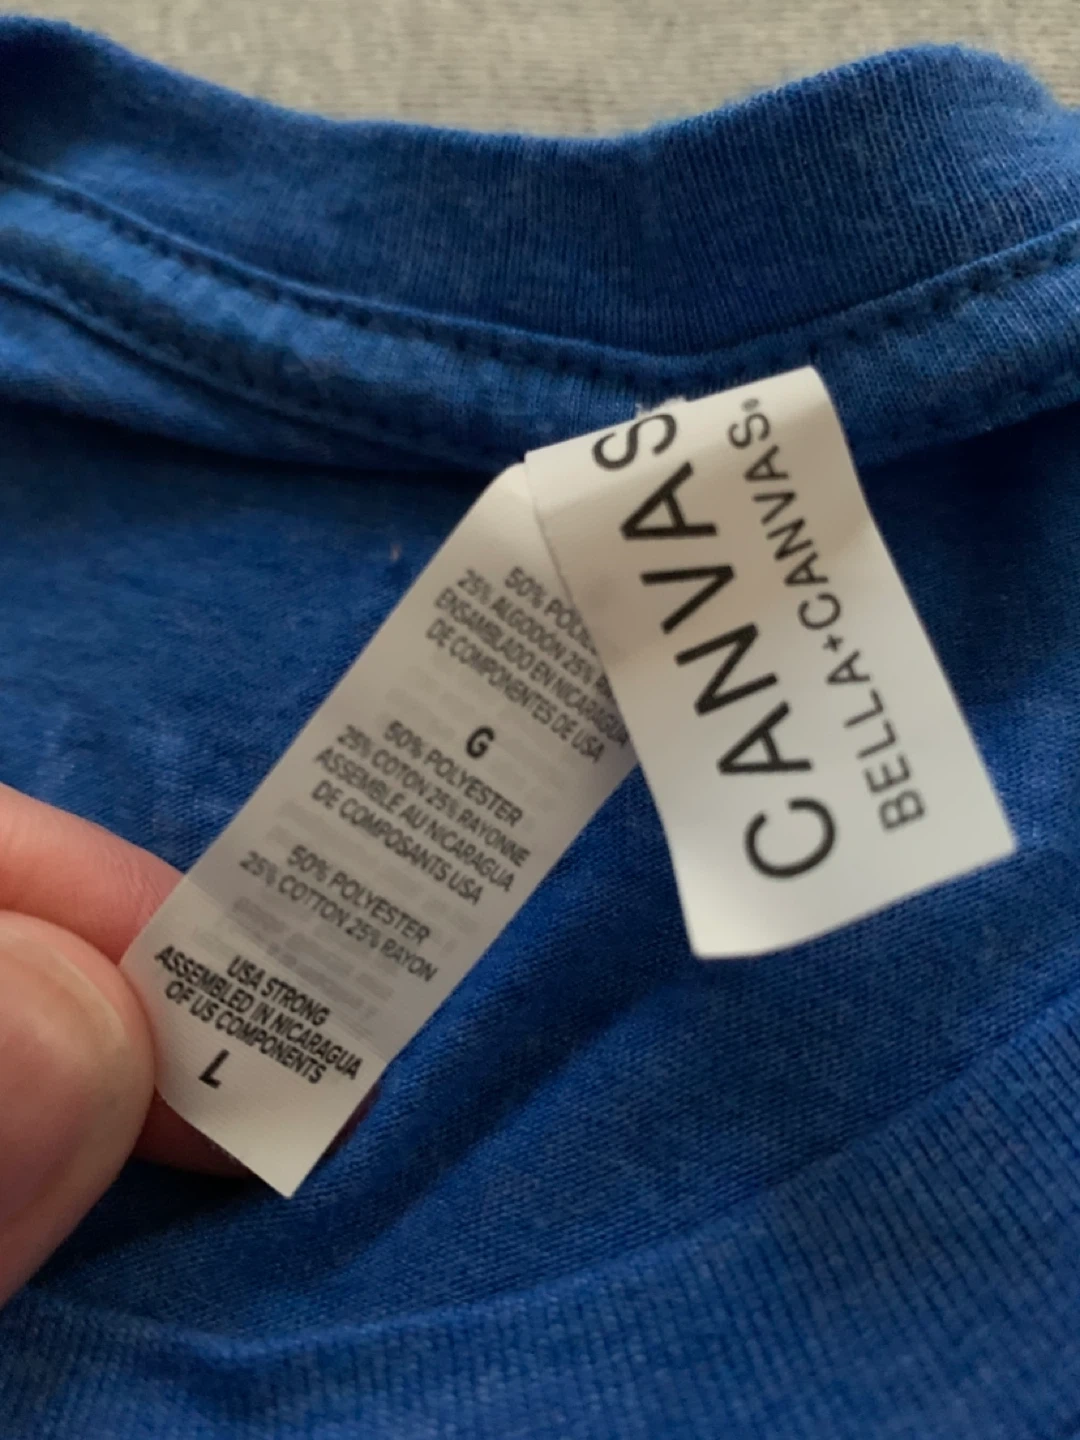 CANVAS.
BELLA+CANVAS.
50%
25% ALGODON 25%
ENSAMBLADO EN NICARAGUA
DE COMPONENTES DE USA
G
50% POLYESTER
25% COTON 25% RAYONNE
ASSEMBLE AU NICARAGUA
DE COMPOSANTS USA
50% POLYESTER
25% COTTON 25% RAYON
USA STRONG
ASSEMBLED IN NICARAGUA
OF US COMPONENTS
L